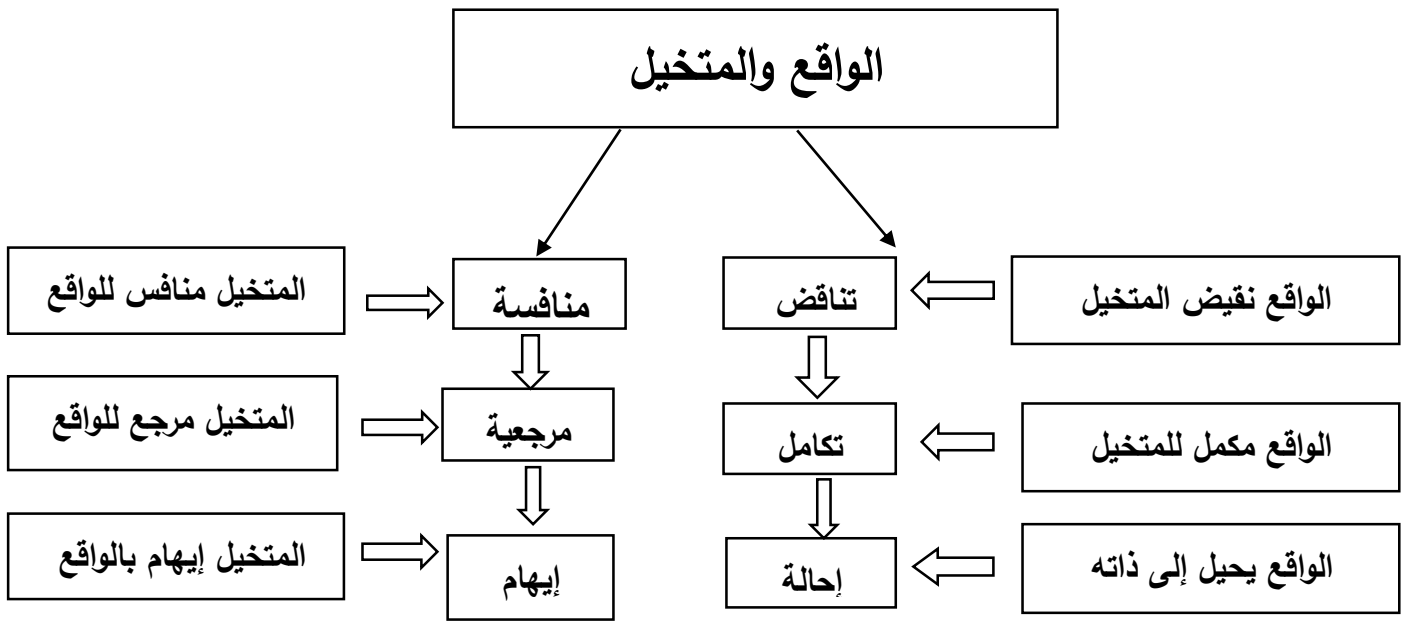 الواقع والمتخيل
الواقع نقيض المتخيل
تناقض
منافسة
المتخيل منافس للواقع
الواقع مكمل للمتخيل
تكامل
مرجعية
المتخيل مرجع للواقع
الواقع يحيل إلى ذاته
إحالة
إيهام
المتخيل إيهام بالواقع